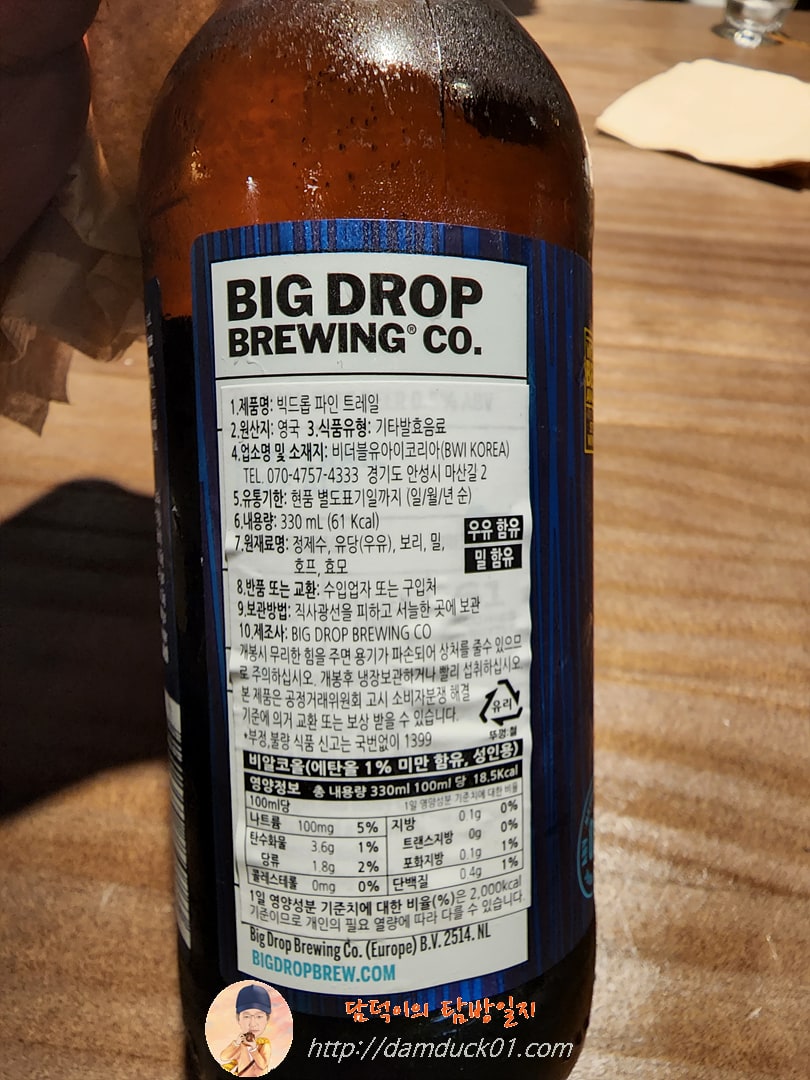 BIG DROP
BREWING® CO.
1.제품명: 빅드롭 파인 트레일
2.원산지: 영국 3.식품유형: 기타발효음료
4.업소명 및 소재지: 비더블유아이코리아(BWI KOREA)
TEL. 070-4757-4333 경기도 안성시 마산길 2
5.유통기한: 현품 별도표기일까지 (일/월/년 순)
6.내용량: 330 mL (61 Kcal)
우유 함유
7.원재료명: 정제수, 유당(우유), 보리, 밀,
밀 함유
호프, 효모
8.반품 또는 교환: 수입업자 또는 구입처
9.보관방법: 직사광선을 피하고 서늘한 곳에 보관
10.제조사: BIG DROP BREWING CO
개봉시 무리한 힘을 주면 용기가 파손되어 상처를 줄수 있으므
로 주의하십시오. 개봉후 냉장보관하거나 빨리 섭취하십시오
본 제품은 공정거래위원회 고시 소비자분쟁 해결
기준에 의거 교환 또는 보상 받을 수 있습니다.
유리
뚜껑:철
*부정,불량 식품 신고는 국번없이 1399
비알코올(에탄올 1% 미만 함유, 성인용)
영양정보 총 내용량 330ml 100ml 당 18.5Kcal
100ml당 1일 영양성분 기준치에 대한 비율
나트륨 100mg 5% 지방 0.1g 0%
탄수화물 3.6g 1% 트랜스지방 0g 0%
당류 1.8g 2% 포화지방 0.1g 1%
콜레스테롤 0mg 0% 단백질 0.4g 1%
1일 영양성분 기준치에 대한 비율(%)은 2,000kcal
기준이므로 개인의 필요 열량에 따라 다를 수 있습니다.
Big Drop Brewing Co. (Europe) B.V. 2514. NL
BIGDROPBREW.COM
담덕이의 탐방일지
http://damduck01.com